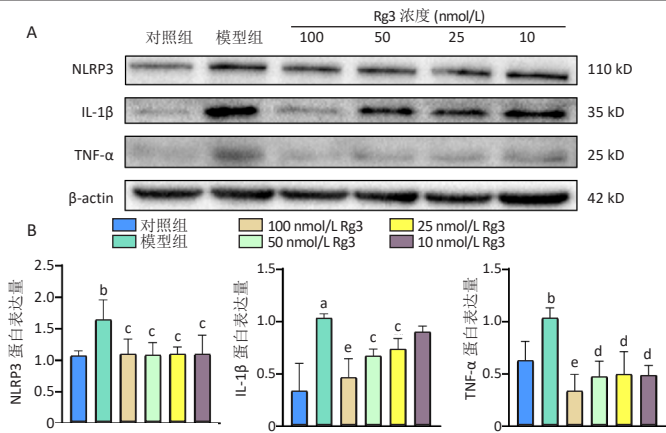 Rg3 浓度 (nmol/L)
A
对照组 模型组 100 50 25 10
NLRP3 110 kD
IL-1β 35 kD
TNF-α 25 kD
β-actin 42 kD
B
对照组 100 nmol/L Rg3 25 nmol/L Rg3
模型组 50 nmol/L Rg3 10 nmol/L Rg3
NLRP3 蛋白表达量
2.5
2.0
1.5
1.0
0.5
0
b c c c c
IL-1β 蛋白表达量
1.5
1.0
0.5
0
a e c c
TNF-α 蛋白表达量
1.5
1.0
0.5
0
b e d d d